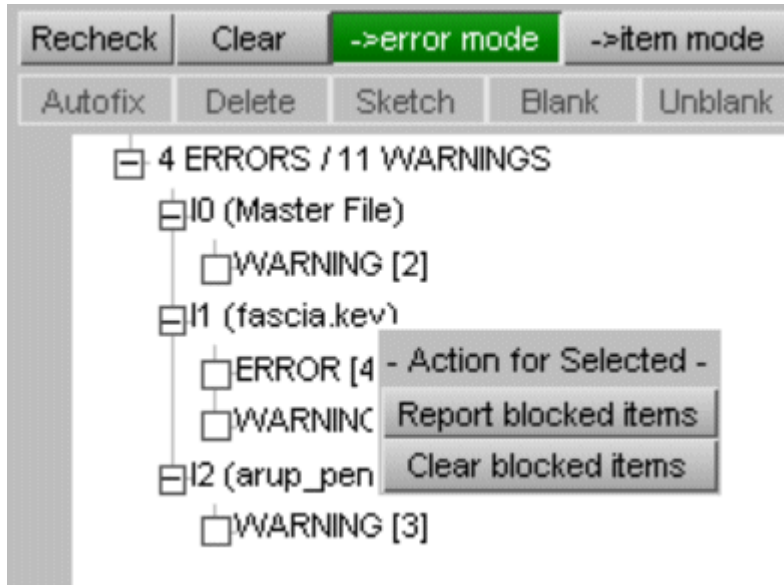 Recheck Clear ->error mode ->item mode
Autofix Delete Sketch Blank Unblank
4 ERRORS / 11 WARNINGS
I0 (Master File)
WARNING [2]
I1 (fascia.key)
ERROR [4
- Action for Selected -
Report blocked items
Clear blocked items
I2 (arup_pen
WARNING [3]